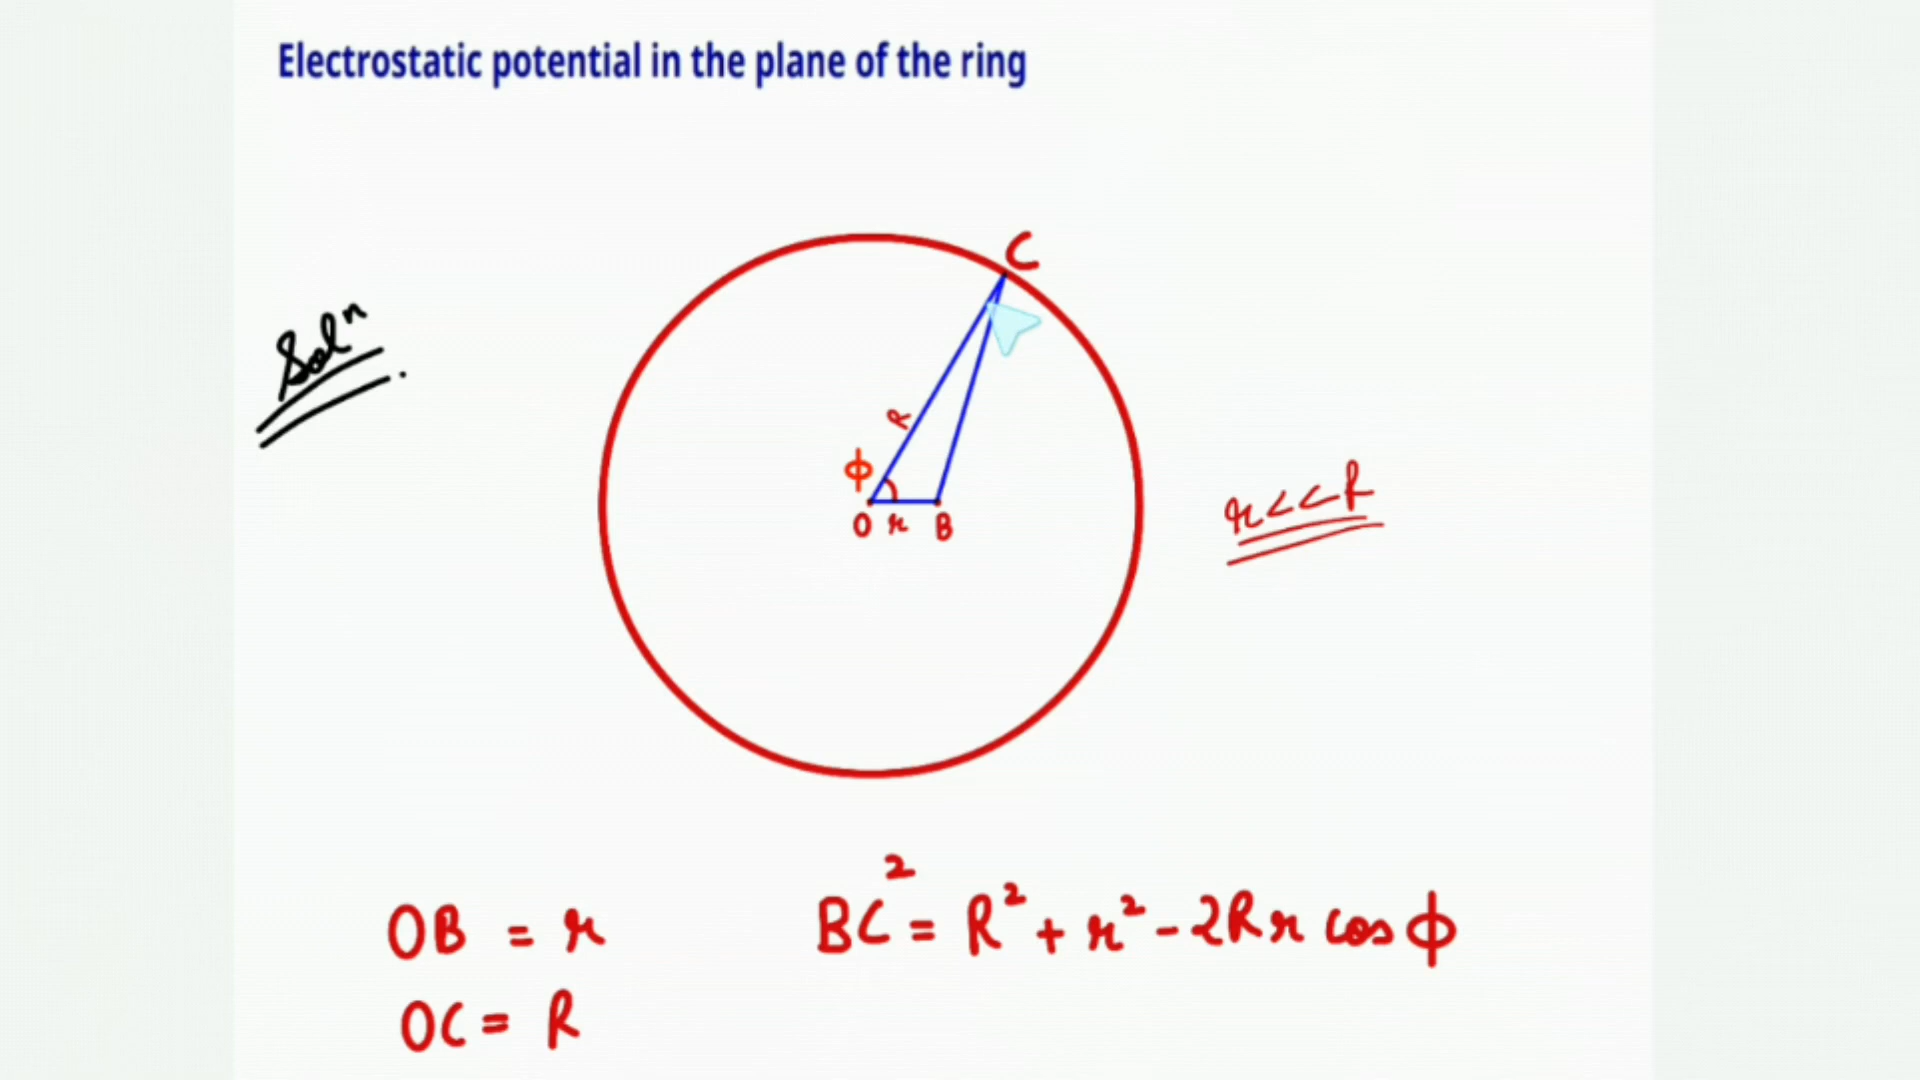 Electrostatic potential in the plane of the ring
Solⁿ.
C
R
ϕ
O r B
r<<R
OB = r
BC² = R² + r² - 2Rr cos ϕ
OC = R